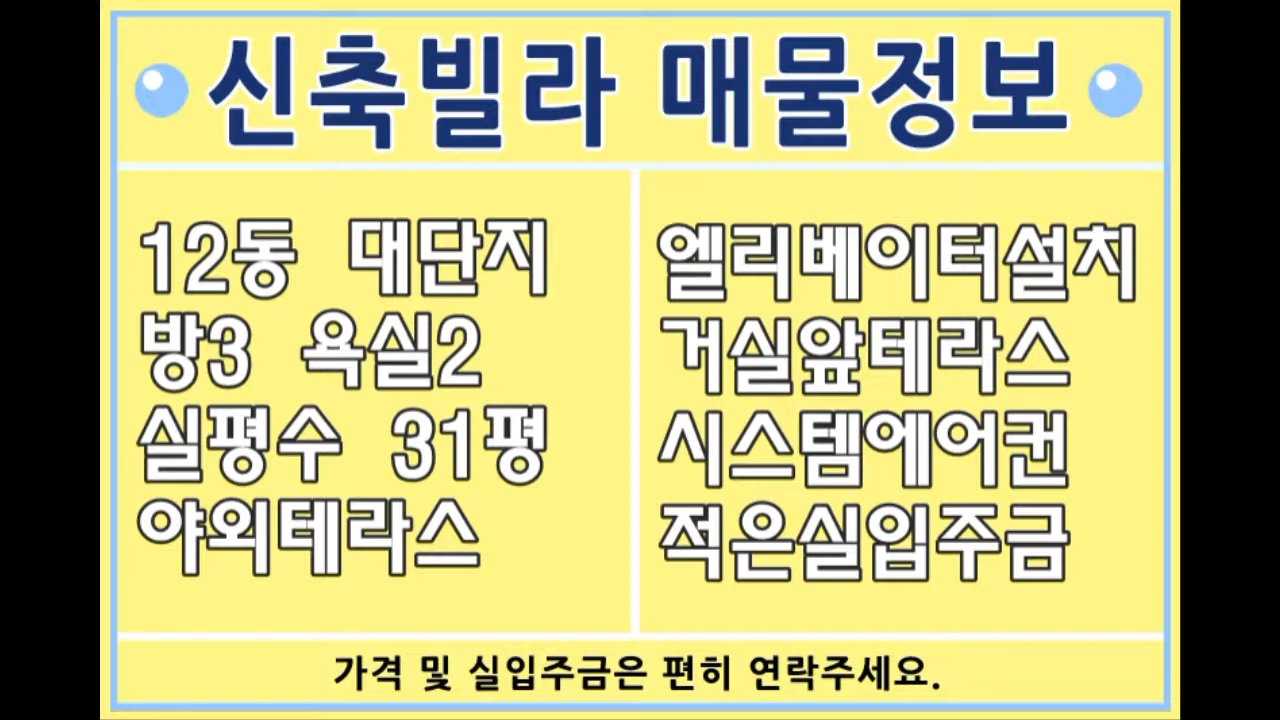 신축빌라 매물정보
12동 대단지
방3 욕실2
실평수 31평
야외테라스
엘리베이터설치
거실앞테라스
시스템에어컨
적은실입주금
가격 및 실입주금은 편히 연락주세요.